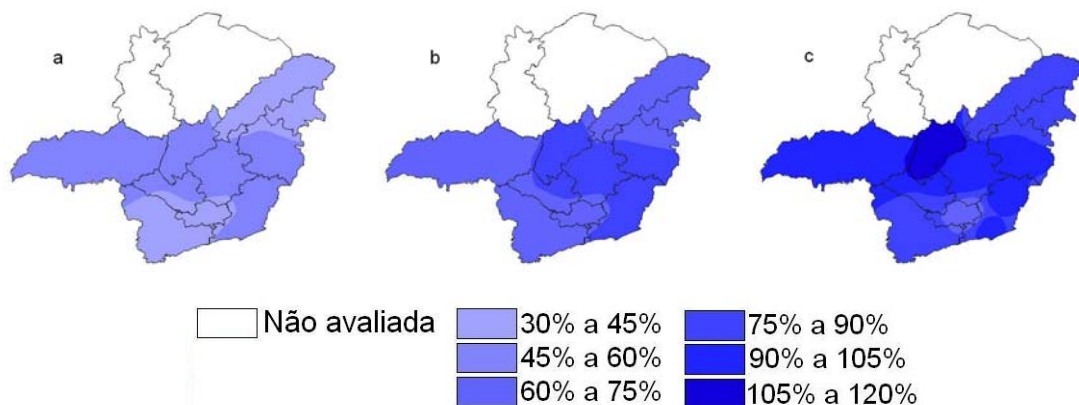 a
b
c
Não avaliada
30% a 45%
45% a 60%
60% a 75%
75% a 90%
90% a 105%
105% a 120%